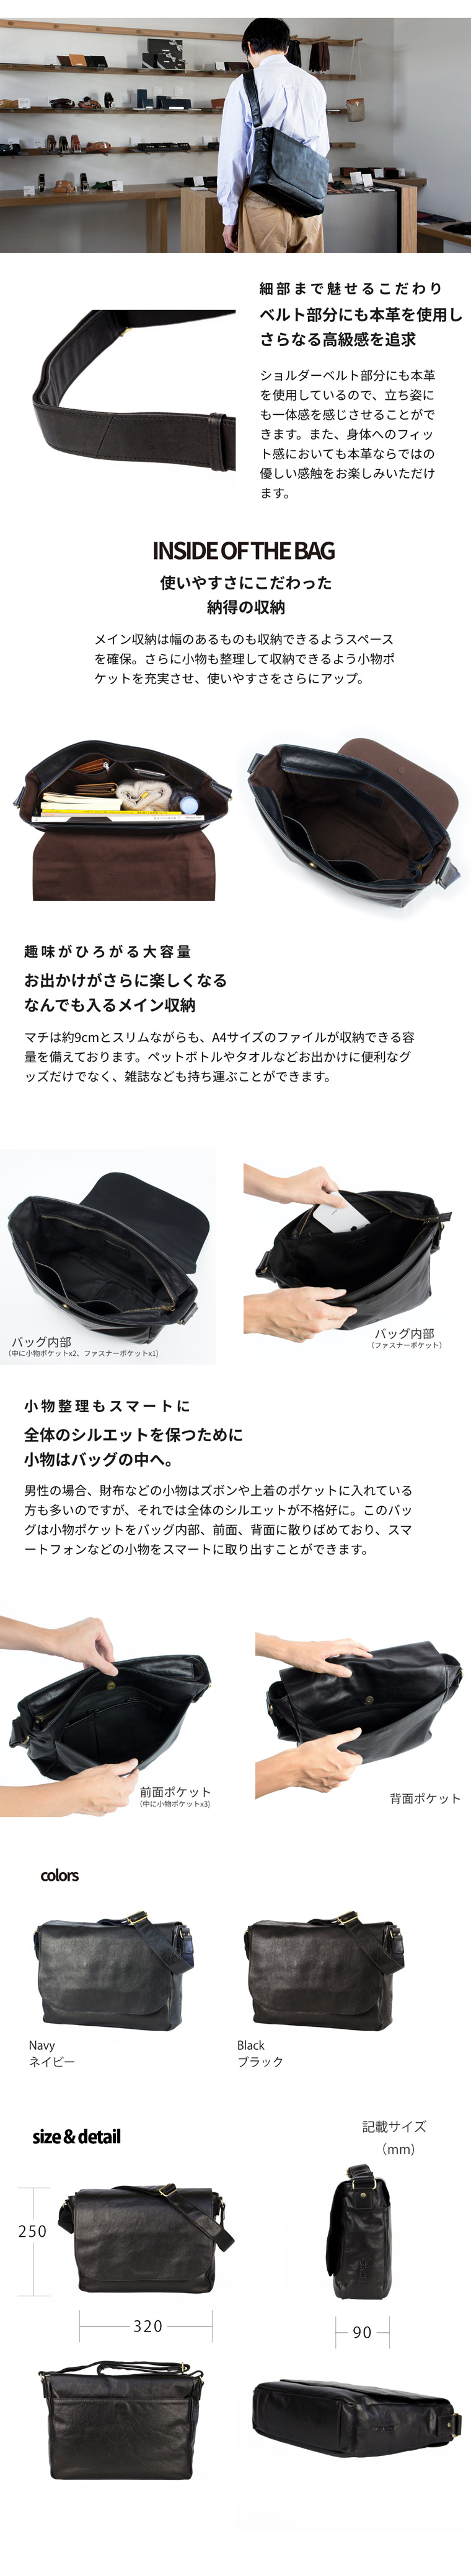 細部まで魅せるこだわり
ベルト部分にも本革を使用し
さらなる高級感を追求
ショルダーベルト部分にも本革
を使用しているので、立ち姿に
も一体感を感じさせることがで
きます。また、身体へのフィッ
ト感においても本革ならではの
優しい感触をお楽しみいただけ
ます。
INSIDE OF THE BAG
使いやすさにこだわった
納得の収納
メイン収納は幅のあるものも収納できるようスペース
を確保。さらに小物も整理して収納できるよう小物ポ
ケットを充実させ、使いやすさをさらにアップ。
趣味がひろがる大容量
お出かけがさらに楽しくなる
なんでも入るメイン収納
マチは約9cmとスリムながらも、A4サイズのファイルが収納できる容
量を備えております。ペットボトルやタオルなどお出かけに便利なグ
ッズだけでなく、雑誌なども持ち運ぶことができます。
バッグ内部
（中に小物ポケットx2、ファスナーポケットx1)
バッグ内部
（ファスナーポケット）
小物整理もスマートに
全体のシルエットを保つために
小物はバッグの中へ。
男性の場合、財布などの小物はズボンや上着のポケットに入れている
方も多いのですが、それでは全体のシルエットが不格好に。このバッ
グは小物ポケットをバッグ内部、前面、背面に散りばめており、スマ
ートフォンなどの小物をスマートに取り出すことができます。
前面ポケット
（中に小物ポケットx3)
背面ポケット
colors
Navy
ネイビー
Black
ブラック
size & detail
記載サイズ
（mm)
250
320
90